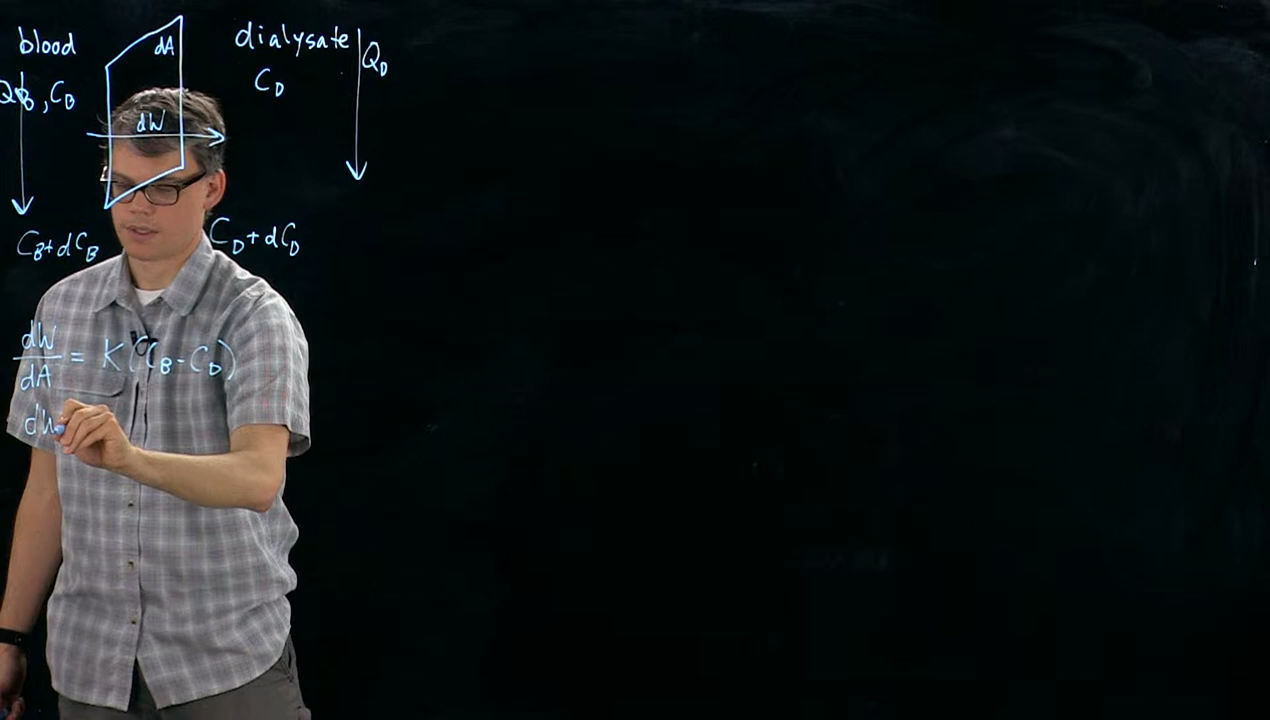 blood dA dialysate Q_D
Q_B, C_B C_D
dW
C_B+dC_B C_D+dC_D
dW/dA = K(C_B-C_D)